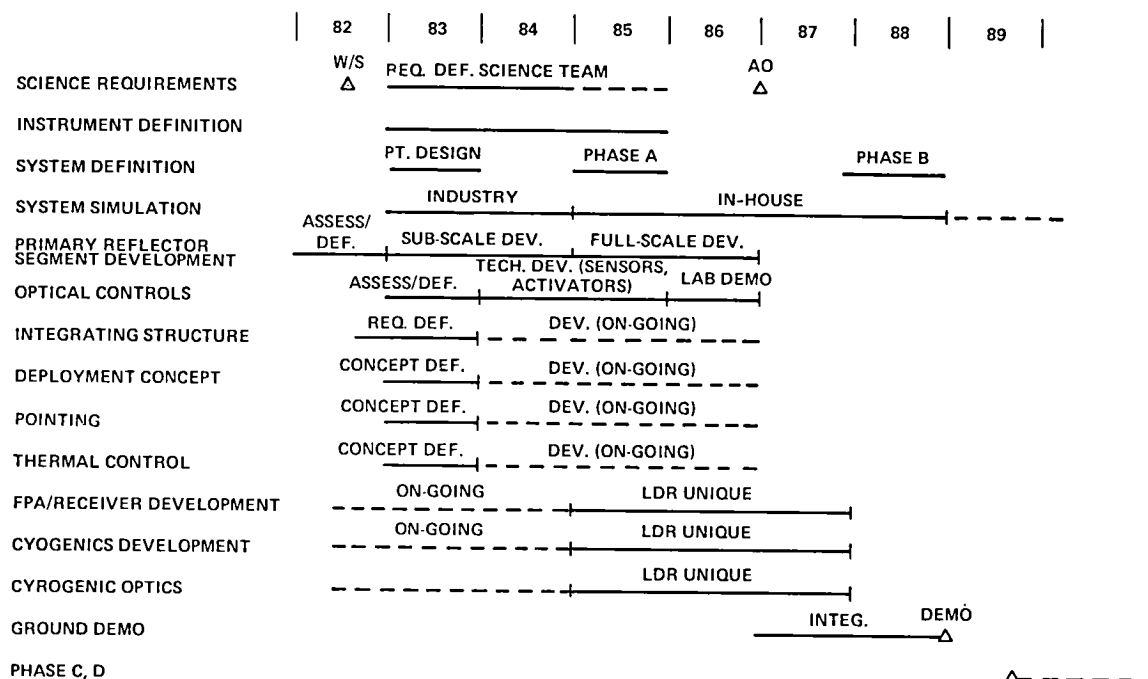 82 83 84 85 86 87 88 89
W/S REQ. DEF. SCIENCE TEAM AO
SCIENCE REQUIREMENTS
INSTRUMENT DEFINITION
PT. DESIGN PHASE A PHASE B
SYSTEM DEFINITION
INDUSTRY IN-HOUSE
SYSTEM SIMULATION
ASSESS/
DEF. SUB-SCALE DEV. FULL-SCALE DEV.
PRIMARY REFLECTOR
SEGMENT DEVELOPMENT
TECH. DEV. (SENSORS,
ASSESS/DEF. ACTIVATORS) LAB DEMO
OPTICAL CONTROLS
REQ. DEF. DEV. (ON-GOING)
INTEGRATING STRUCTURE
CONCEPT DEF. DEV. (ON-GOING)
DEPLOYMENT CONCEPT
CONCEPT DEF. DEV. (ON-GOING)
POINTING
CONCEPT DEF. DEV. (ON-GOING)
THERMAL CONTROL
ON-GOING LDR UNIQUE
FPA/RECEIVER DEVELOPMENT
ON-GOING LDR UNIQUE
CYOGENICS DEVELOPMENT
LDR UNIQUE
CYROGENIC OPTICS
INTEG. DEMO
GROUND DEMO
PHASE C, D